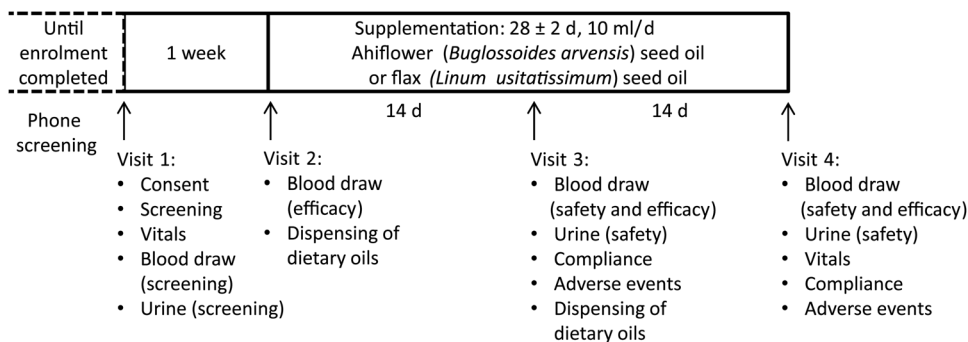 Until
enrolment
completed
1 week
Supplementation: 28 ± 2 d, 10 ml/d
Ahiflower (Buglossoides arvensis) seed oil
or flax (Linum usitatissimum) seed oil
Phone
screening
14 d
14 d
Visit 1:
• Consent
• Screening
• Vitals
• Blood draw
(screening)
• Urine (screening)
Visit 2:
• Blood draw
(efficacy)
• Dispensing of
dietary oils
Visit 3:
• Blood draw
(safety and efficacy)
• Urine (safety)
• Compliance
• Adverse events
• Dispensing of
dietary oils
Visit 4:
• Blood draw
(safety and efficacy)
• Urine (safety)
• Vitals
• Compliance
• Adverse events